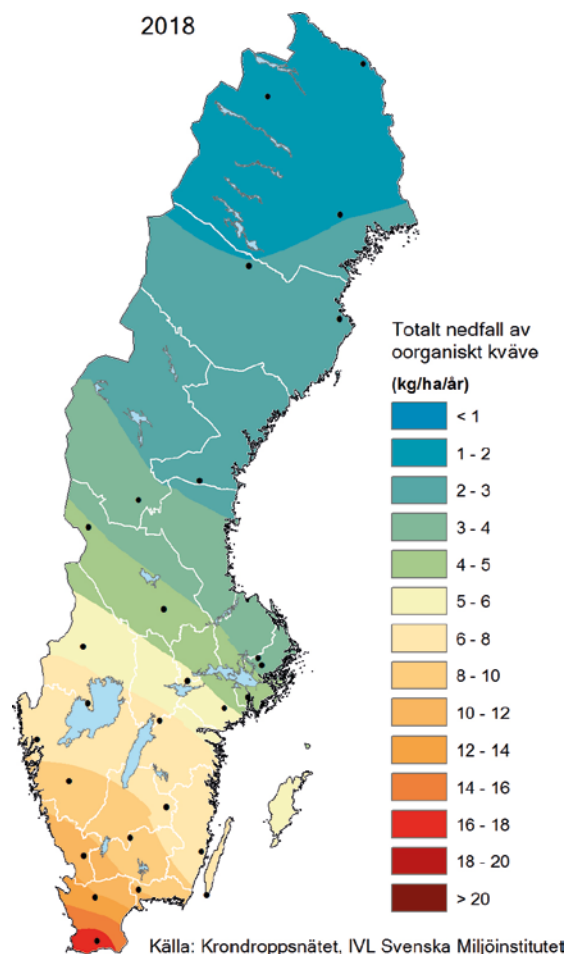 2018
Totalt nedfall av
oorganiskt kväve
(kg/ha/år)
< 1
1 - 2
2 - 3
3 - 4
4 - 5
5 - 6
6 - 8
8 - 10
10 - 12
12 - 14
14 - 16
16 - 18
18 - 20
> 20
Källa: Krondroppsnätet, IVL Svenska Miljöinstitutet